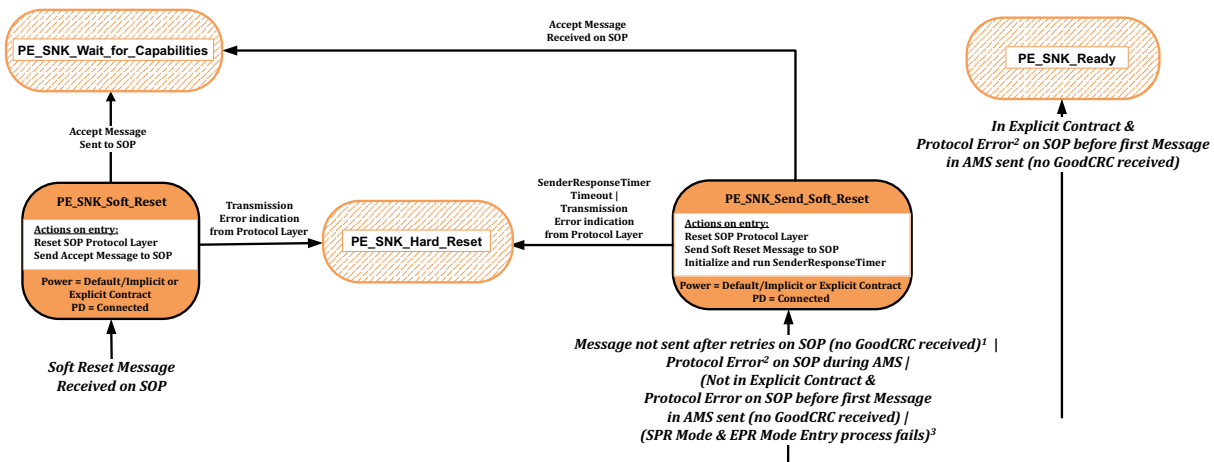 Accept Message
Received on SOP
PE_SNK_Wait_for_Capabilities
PE_SNK_Ready
Accept Message
Sent to SOP
In Explicit Contract &
Protocol Error² on SOP before first Message
in AMS sent (no GoodCRC received)
PE_SNK_Soft_Reset
Actions on entry:
Reset SOP Protocol Layer
Send Accept Message to SOP
Power = Default/Implicit or
Explicit Contract
PD = Connected
Transmission
Error indication
from Protocol Layer
PE_SNK_Hard_Reset
SenderResponseTimer
Timeout |
Transmission
Error indication
from Protocol Layer
PE_SNK_Send_Soft_Reset
Actions on entry:
Reset SOP Protocol Layer
Send Soft Reset Message to SOP
Initialize and run SenderResponseTimer
Power = Default/Implicit or Explicit Contract
PD = Connected
Soft Reset Message
Received on SOP
Message not sent after retries on SOP (no GoodCRC received)¹ |
Protocol Error² on SOP during AMS |
(Not in Explicit Contract &
Protocol Error on SOP before first Message
in AMS sent (no GoodCRC received) |
(SPR Mode & EPR Mode Entry process fails)³